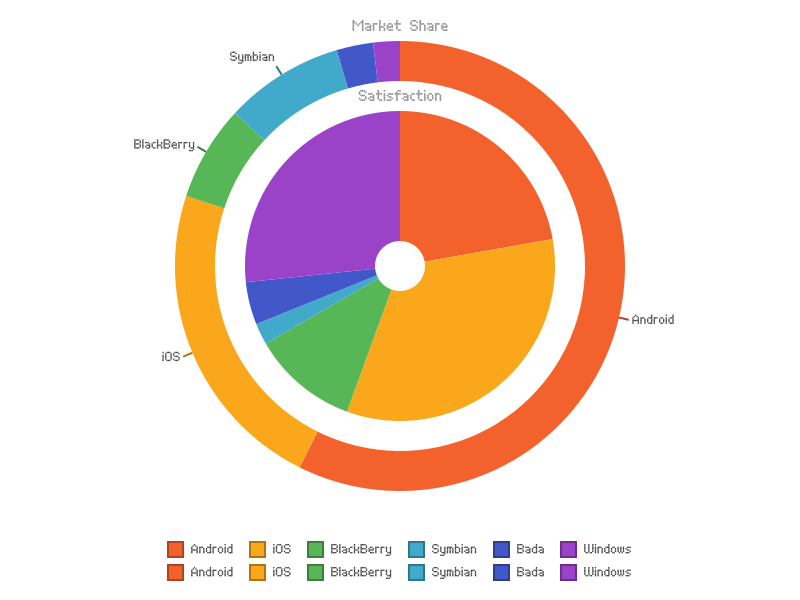 Market Share
Symbian
Satisfaction
BlackBerry
Android
iOS
Android iOS BlackBerry Symbian Bada Windows
Android iOS BlackBerry Symbian Bada Windows